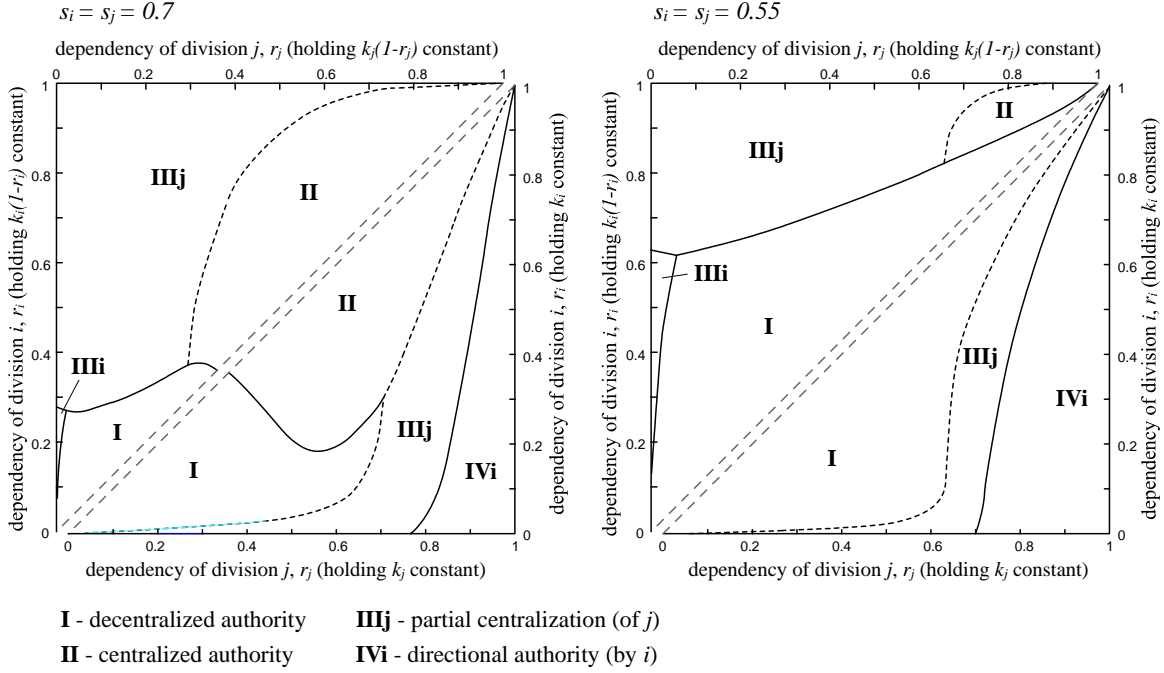 s_i = s_j = 0.7
dependency of division j, r_j (holding k_j(1-r_j) constant)
0 0.2 0.4 0.6 0.8 1
dependency of division i, r_i (holding k_i(1-r_i) constant)
1
0.8
0.6
0.4
0.2
0
IIIj
II
II
IIIi
I
I
IIIj
IVi
1
0.8
0.6
0.4
0.2
0
dependency of division i, r_i (holding k_i constant)
0 0.2 0.4 0.6 0.8 1
dependency of division j, r_j (holding k_j constant)
s_i = s_j = 0.55
dependency of division j, r_j (holding k_j(1-r_j) constant)
0 0.2 0.4 0.6 0.8 1
dependency of division i, r_i (holding k_i(1-r_i) constant)
1
0.8
0.6
0.4
0.2
0
II
IIIj
IIIi
I
IIIj
IVi
I
1
0.8
0.6
0.4
0.2
0
dependency of division i, r_i (holding k_i constant)
0 0.2 0.4 0.6 0.8 1
dependency of division j, r_j (holding k_j constant)
I - decentralized authority
II - centralized authority
IIIj - partial centralization (of j)
IVi - directional authority (by i)